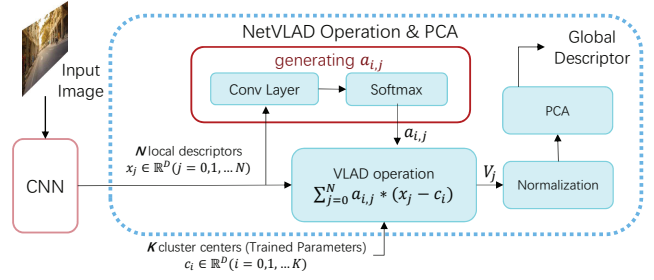 NetVLAD Operation & PCA
Input
Image
generating a_{i,j}
Conv Layer
Softmax
Global
Descriptor
PCA
a_{i,j}
N local descriptors
x_j ∈ ℝ^D(j = 0,1, … N)
CNN
VLAD operation
∑_{j=0}^{N} a_{i,j} * (x_j − c_i)
V_j
Normalization
K cluster centers (Trained Parameters)
c_i ∈ ℝ^D(i = 0,1, … K)